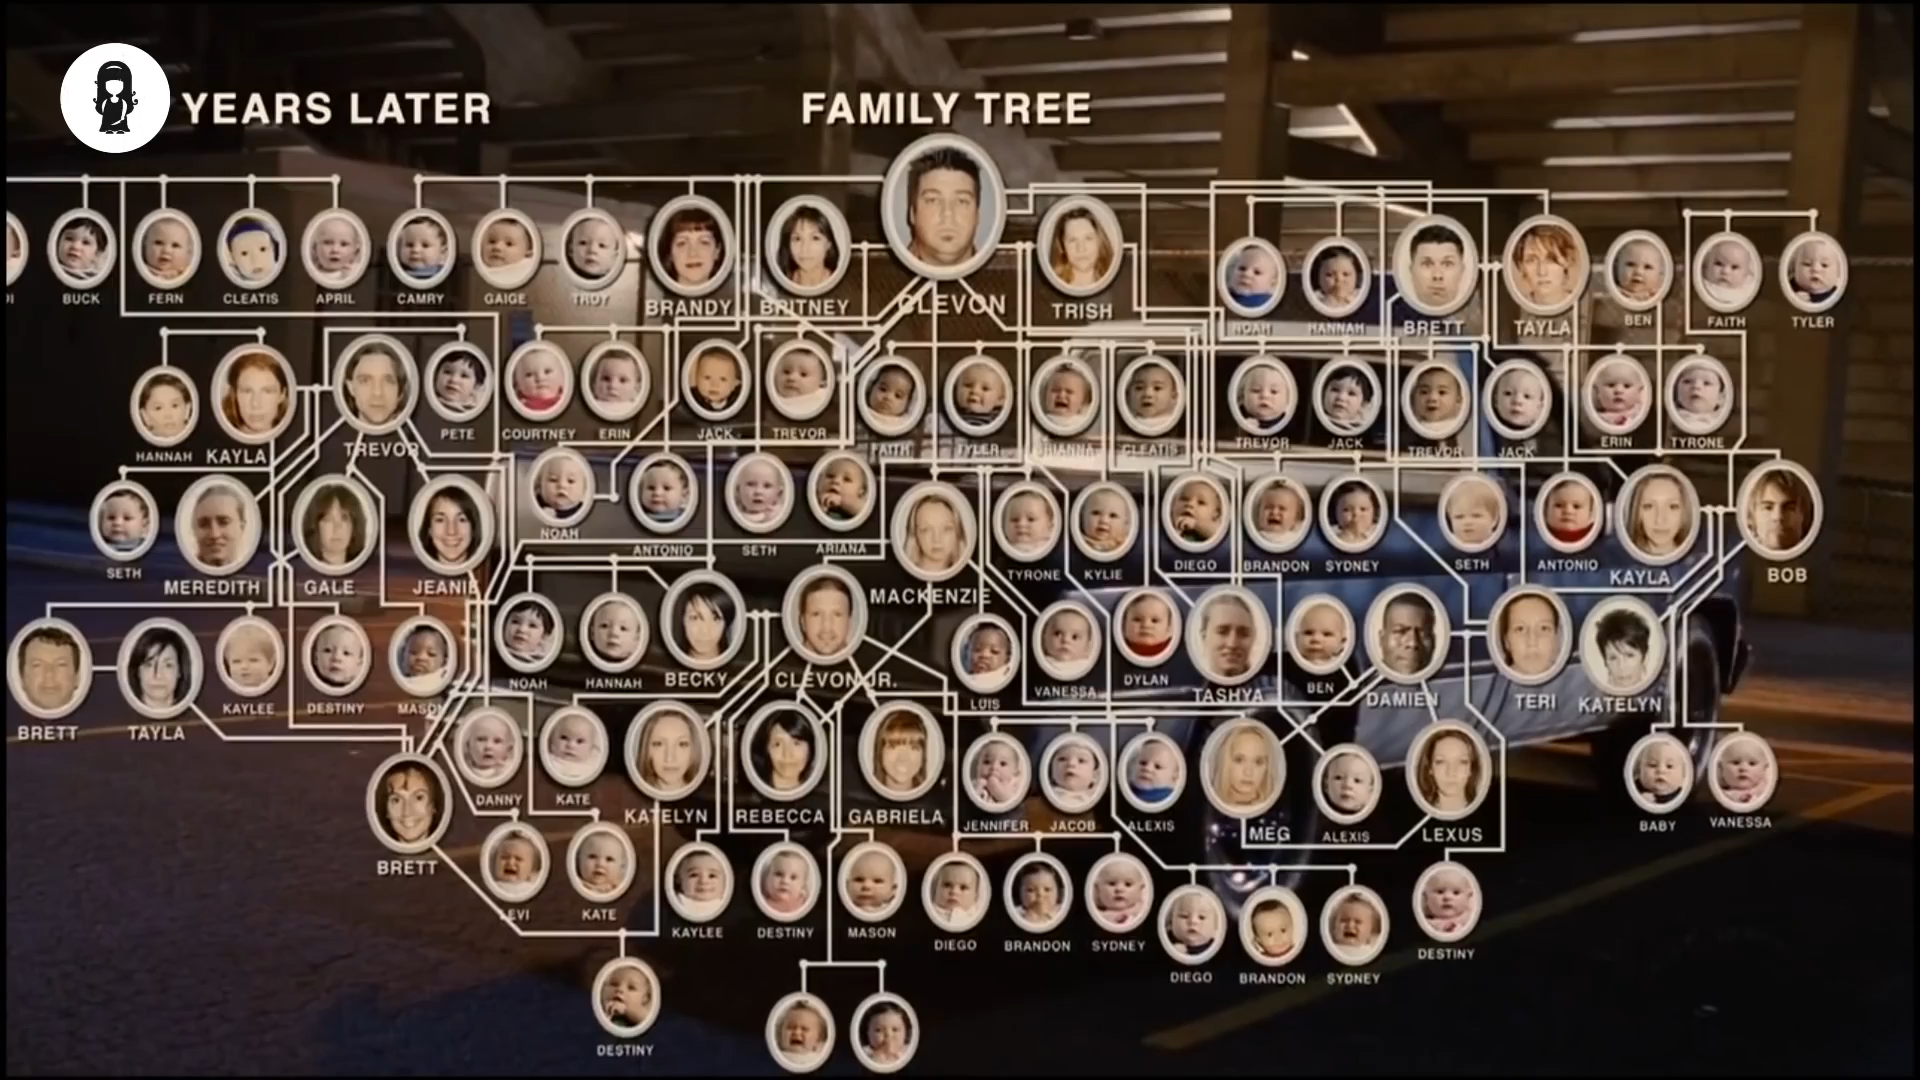 YEARS LATER
FAMILY TREE
BUCK FERN CLEATIS APRIL CAMRY GAIGE TROY BRANDY BRITNEY CLEVON TRISH NOAH HANNAH BRETT TAYLA BEN FAITH TYLER
HANNAH KAYLA TREVOR PETE COURTNEY ERIN JACK TREVOR FAITH TYLER CLEATIS TREVOR JACK TREVOR JACK ERIN TYRONE
SETH MEREDITH GALE JEANIE NOAH ANTONIO SETH ARIANA MACKENZIE TYRONE KYLIE DIEGO BRANDON SYDNEY SETH ANTONIO KAYLA BOB
BRETT TAYLA KAYLEE DESTINY MASON NOAH HANNAH BECKY CLEVON JR. LUIS VANESSA DYLAN TASHYA BEN DAMIEN TERI KATELYN
BRETT DANNY KATE KATELYN REBECCA GABRIELA JENNIFER JACOB ALEXIS MEG ALEXIS LEXUS BABY VANESSA
LEVI KATE KAYLEE DESTINY MASON DIEGO BRANDON SYDNEY DIEGO BRANDON SYDNEY DESTINY
DESTINY